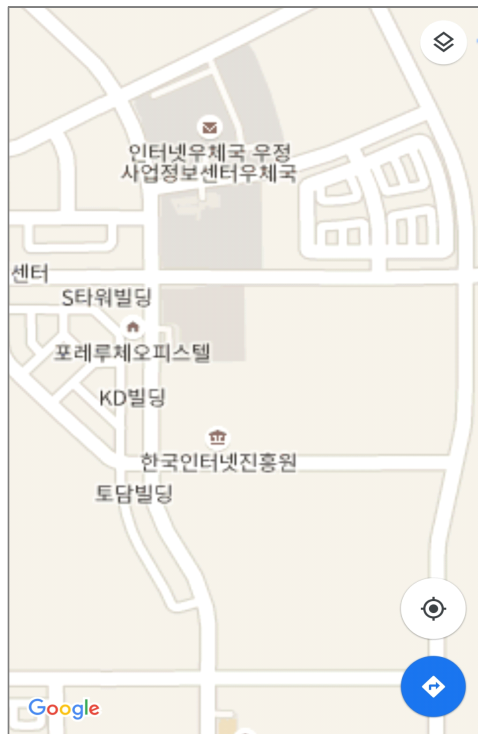 인터넷우체국 우정
사업정보센터우체국
센터
S타워빌딩
포레루체오피스텔
KD빌딩
한국인터넷진흥원
토담빌딩
Google